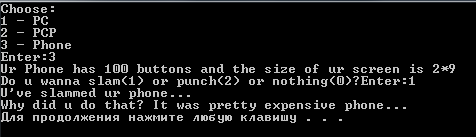 Choose:
1 - PC
2 - PCP
3 - Phone
Enter:3
Ur Phone has 100 buttons and the size of ur screen is 2*9
Do u wanna slam(1) or punch(2) or nothing(0)?Enter:1
U've slammed ur phone...
Why did u do that? It was pretty expensive phone...
Для продолжения нажмите любую клавишу . . .